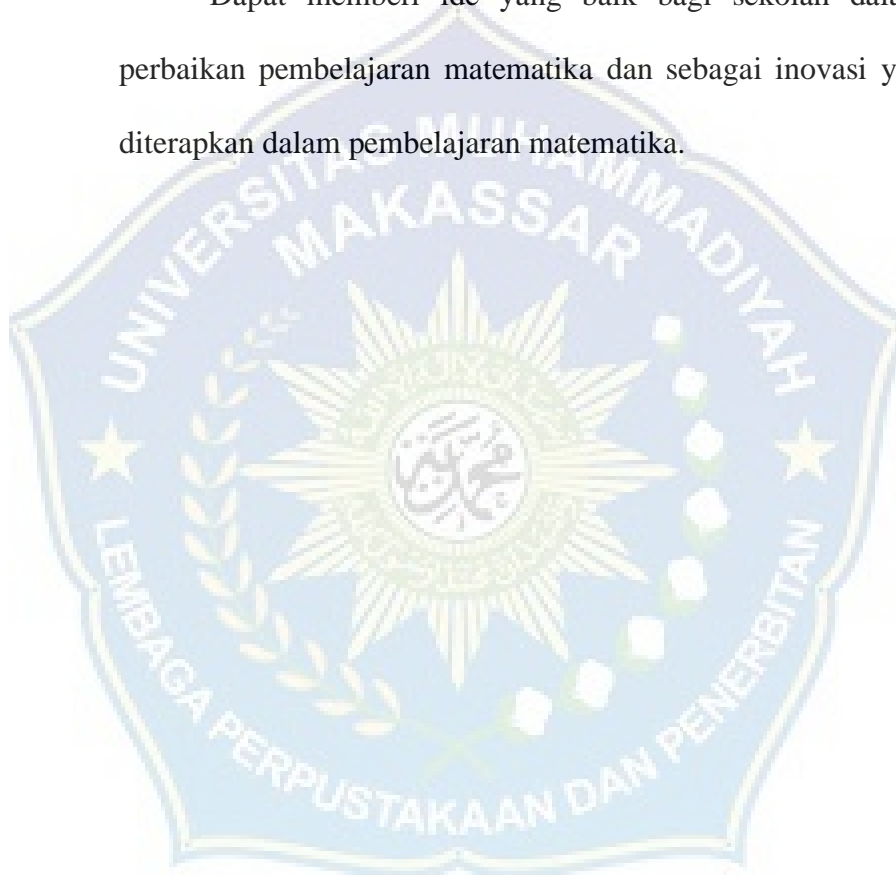 Dapat memberi ide yang baik bagi sekolah dala
perbaikan pembelajaran matematika dan sebagai inovasi y
diterapkan dalam pembelajaran matematika.
UNIVERSITAS MUHAMMADIYAH
MAKASSAR
LEMBAGA PERPUSTAKAAN DAN PENERBITAN